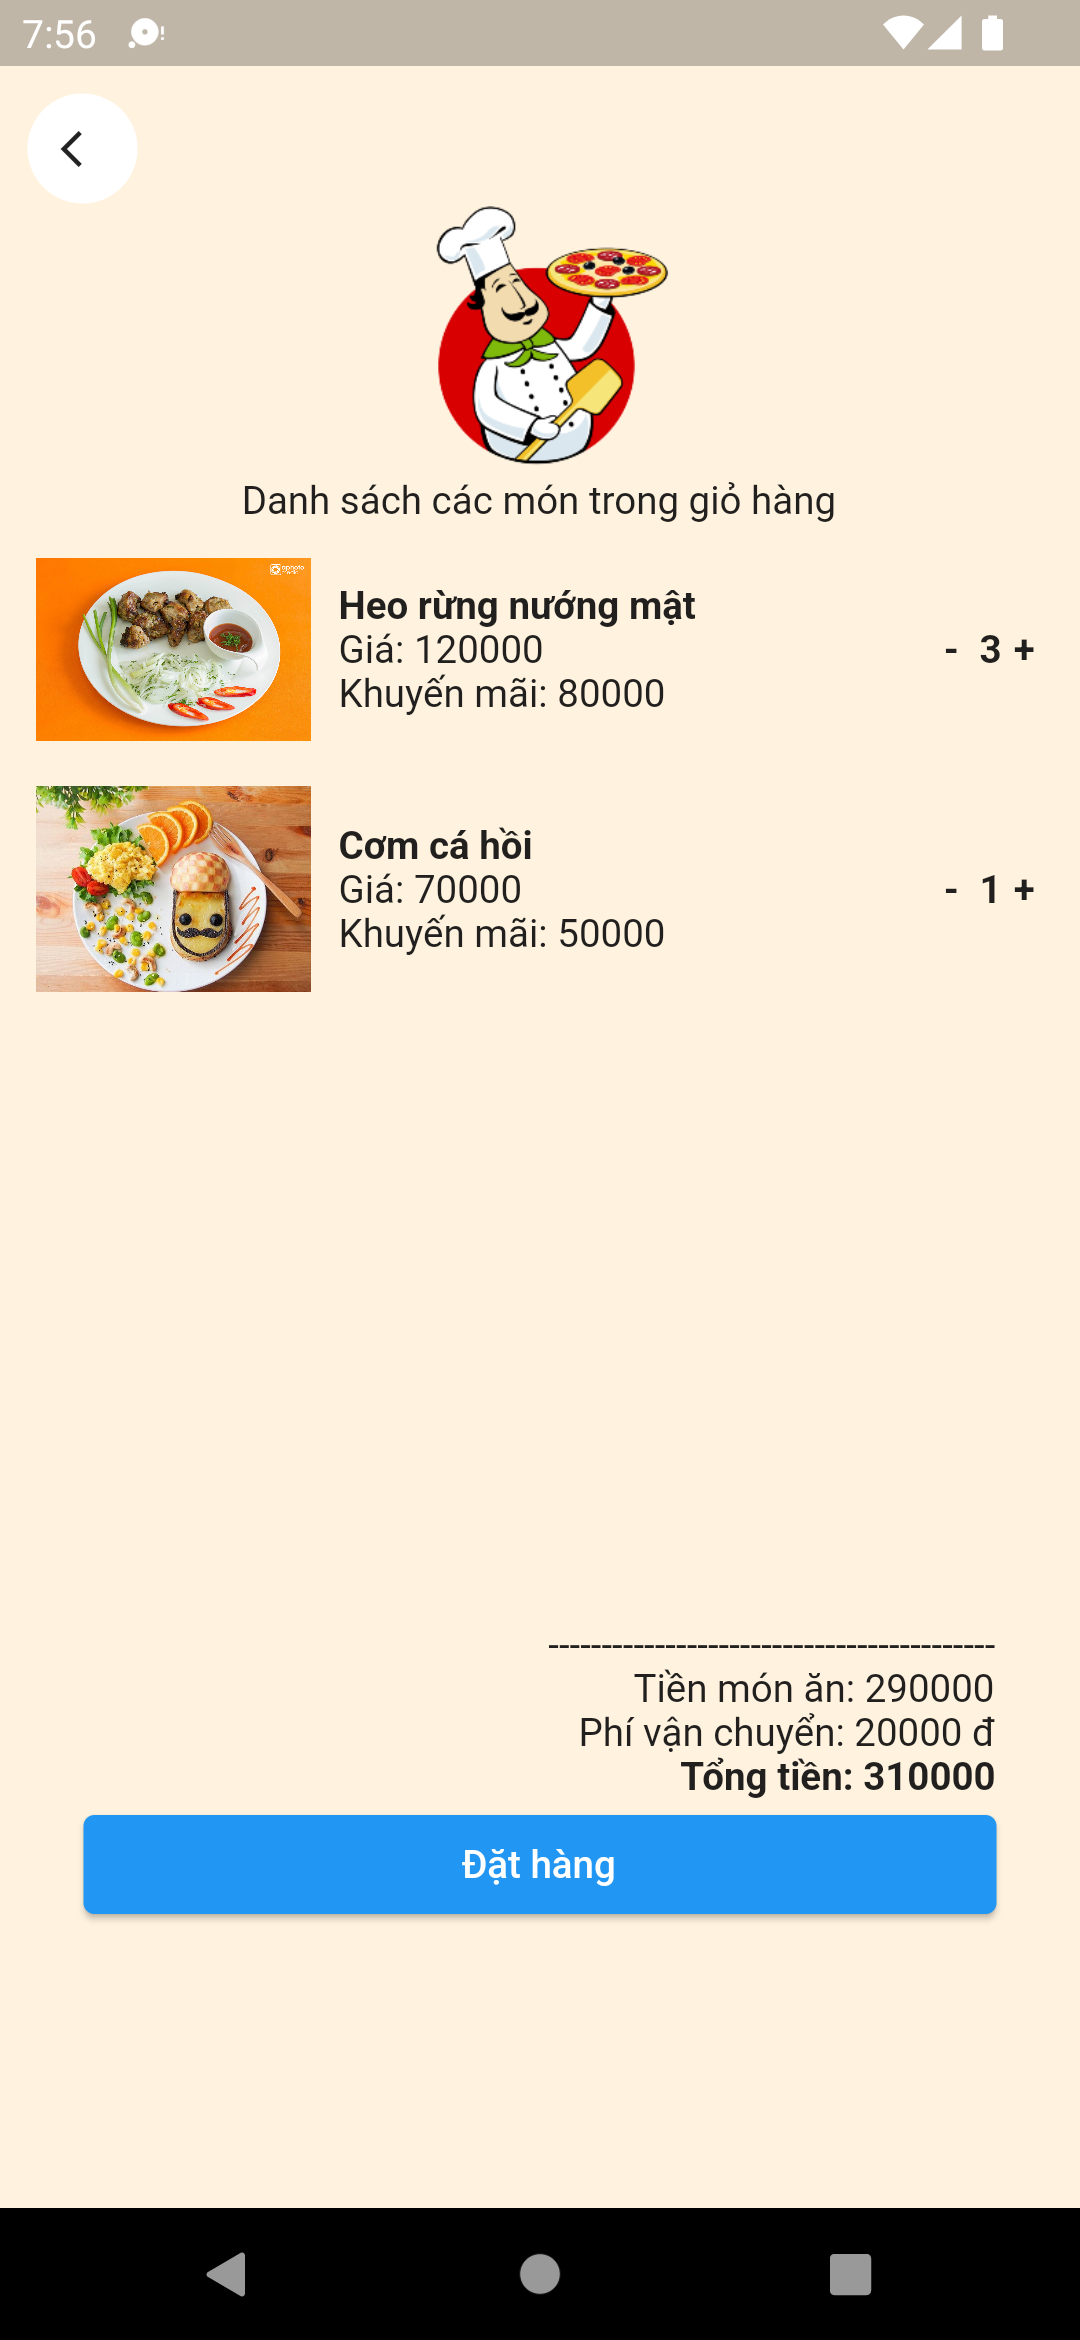 7:56
Danh sách các món trong giỏ hàng
Heo rừng nướng mật
Giá: 120000
Khuyến mãi: 80000
- 3 +
Cơm cá hồi
Giá: 70000
Khuyến mãi: 50000
- 1 +
------------------------------------------
Tiền món ăn: 290000
Phí vận chuyển: 20000 đ
Tổng tiền: 310000
Đặt hàng